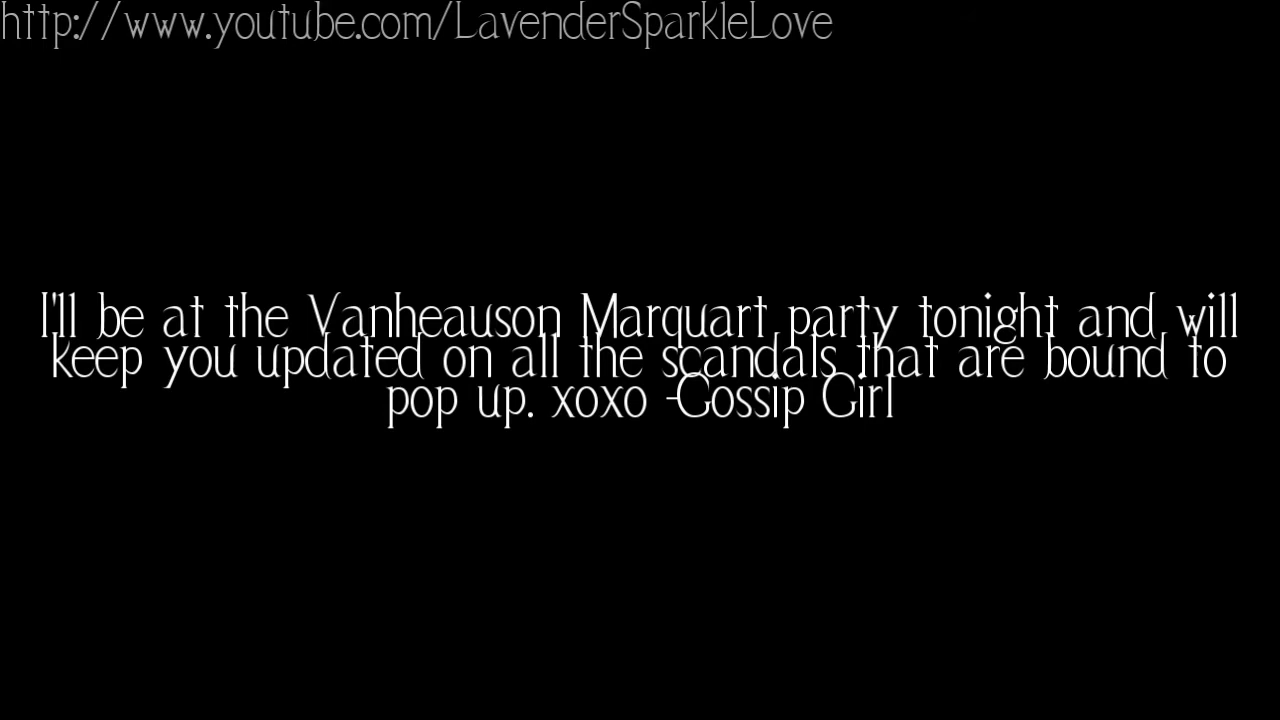 http://www.youtube.com/LavenderSparkleLove
I'll be at the Vanheauson Marquart party tonight and will
keep you updated on all the scandals that are bound to
pop up. xoxo -Gossip Girl